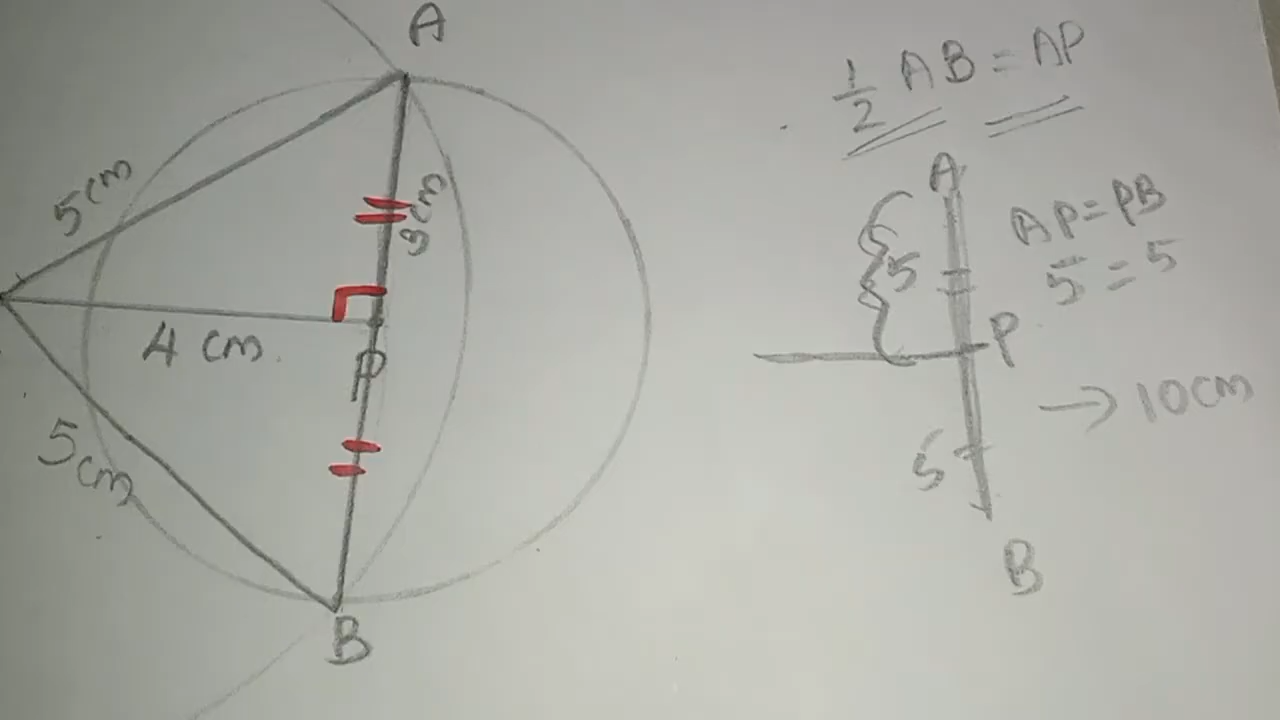 A
5cm
3cm
4 cm
P
5cm
B
1/2 AB = AP
A
5
AP = PB
5 = 5
P
→ 10cm
5
B